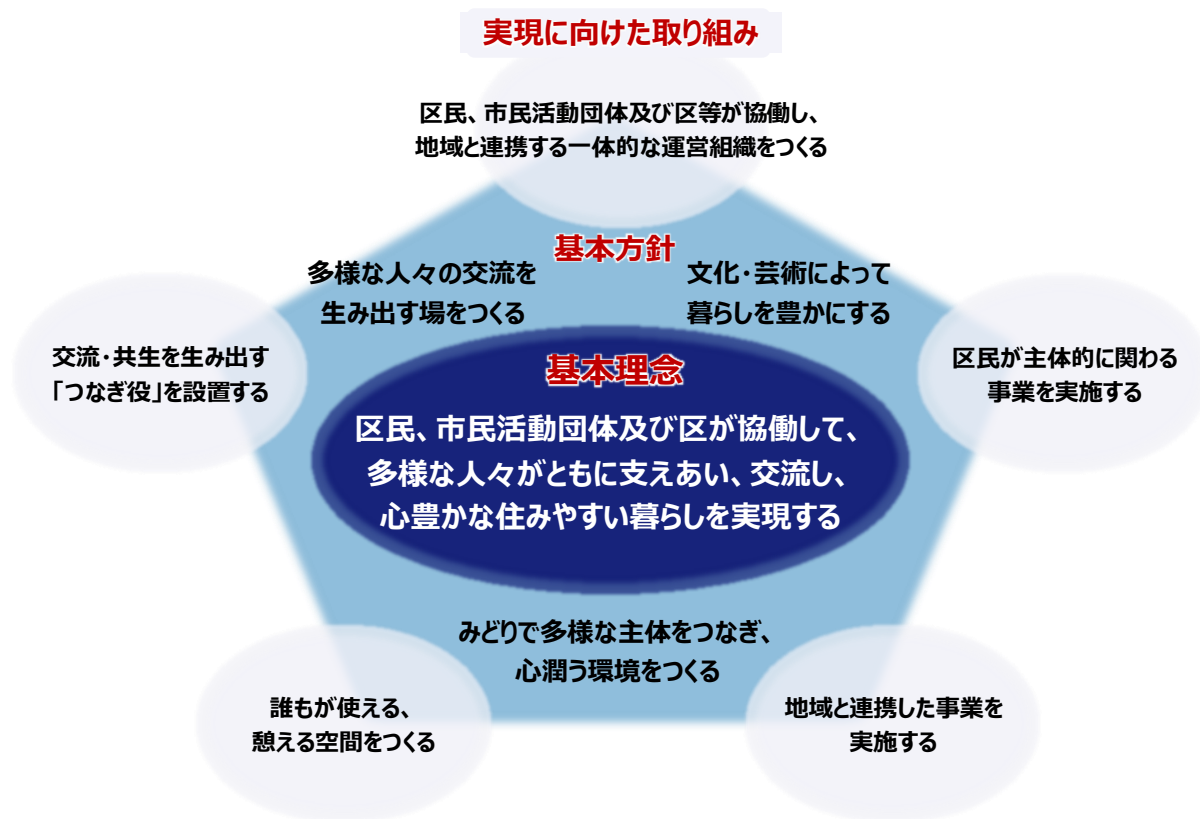 実現に向けた取り組み
区民、市民活動団体及び区等が協働し、
地域と連携する一体的な運営組織をつくる
基本方針
多様な人々の交流を
生み出す場をつくる
文化・芸術によって
暮らしを豊かにする
交流・共生を生み出す
「つなぎ役」を設置する
区民が主体的に関わる
事業を実施する
基本理念
区民、市民活動団体及び区が協働して、
多様な人々がともに支えあい、交流し、
心豊かな住みやすい暮らしを実現する
みどりで多様な主体をつなぎ、
心潤う環境をつくる
誰もが使える、
憩える空間をつくる
地域と連携した事業を
実施する